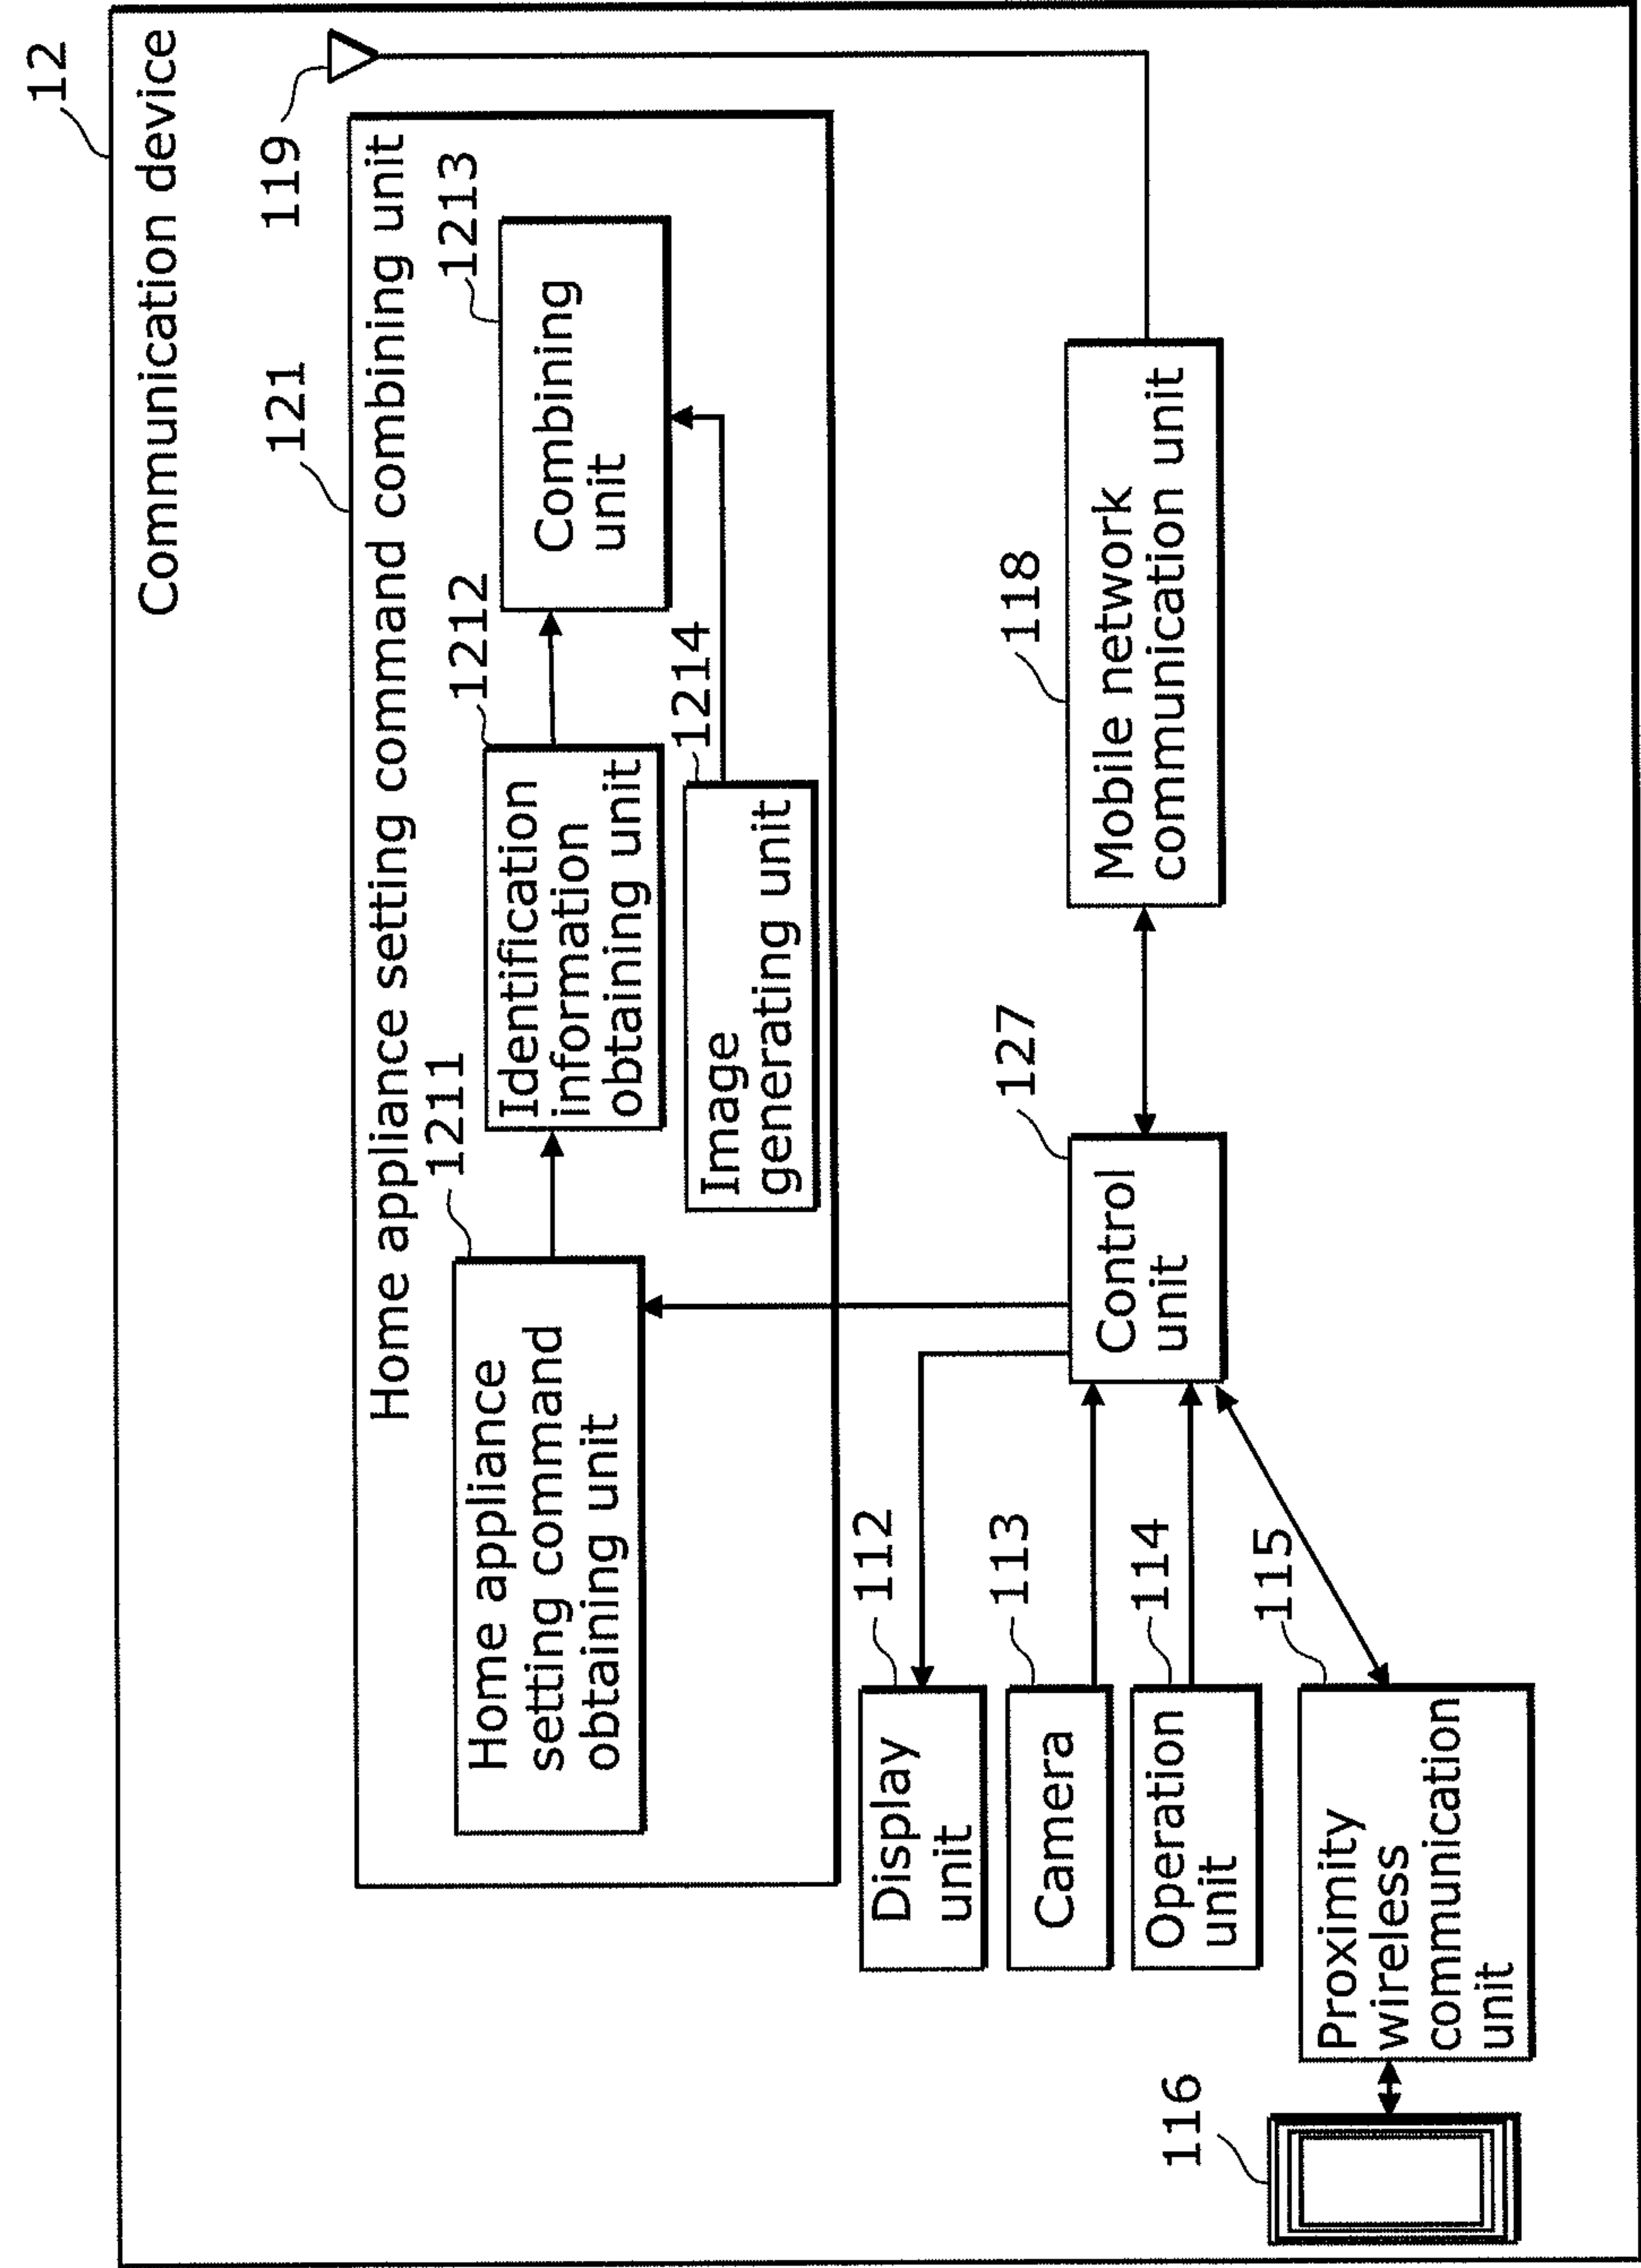 12
Communication device
119
121
Home appliance setting command combining unit
1211
Home appliance
setting command
obtaining unit
1212
Identification
information
obtaining unit
1213
Combining
unit
1214
Image
generating unit
112
Display
unit
113
Camera
114
Operation
unit
115
Proximity
wireless
communication
unit
116
127
Control
unit
118
Mobile network
communication unit